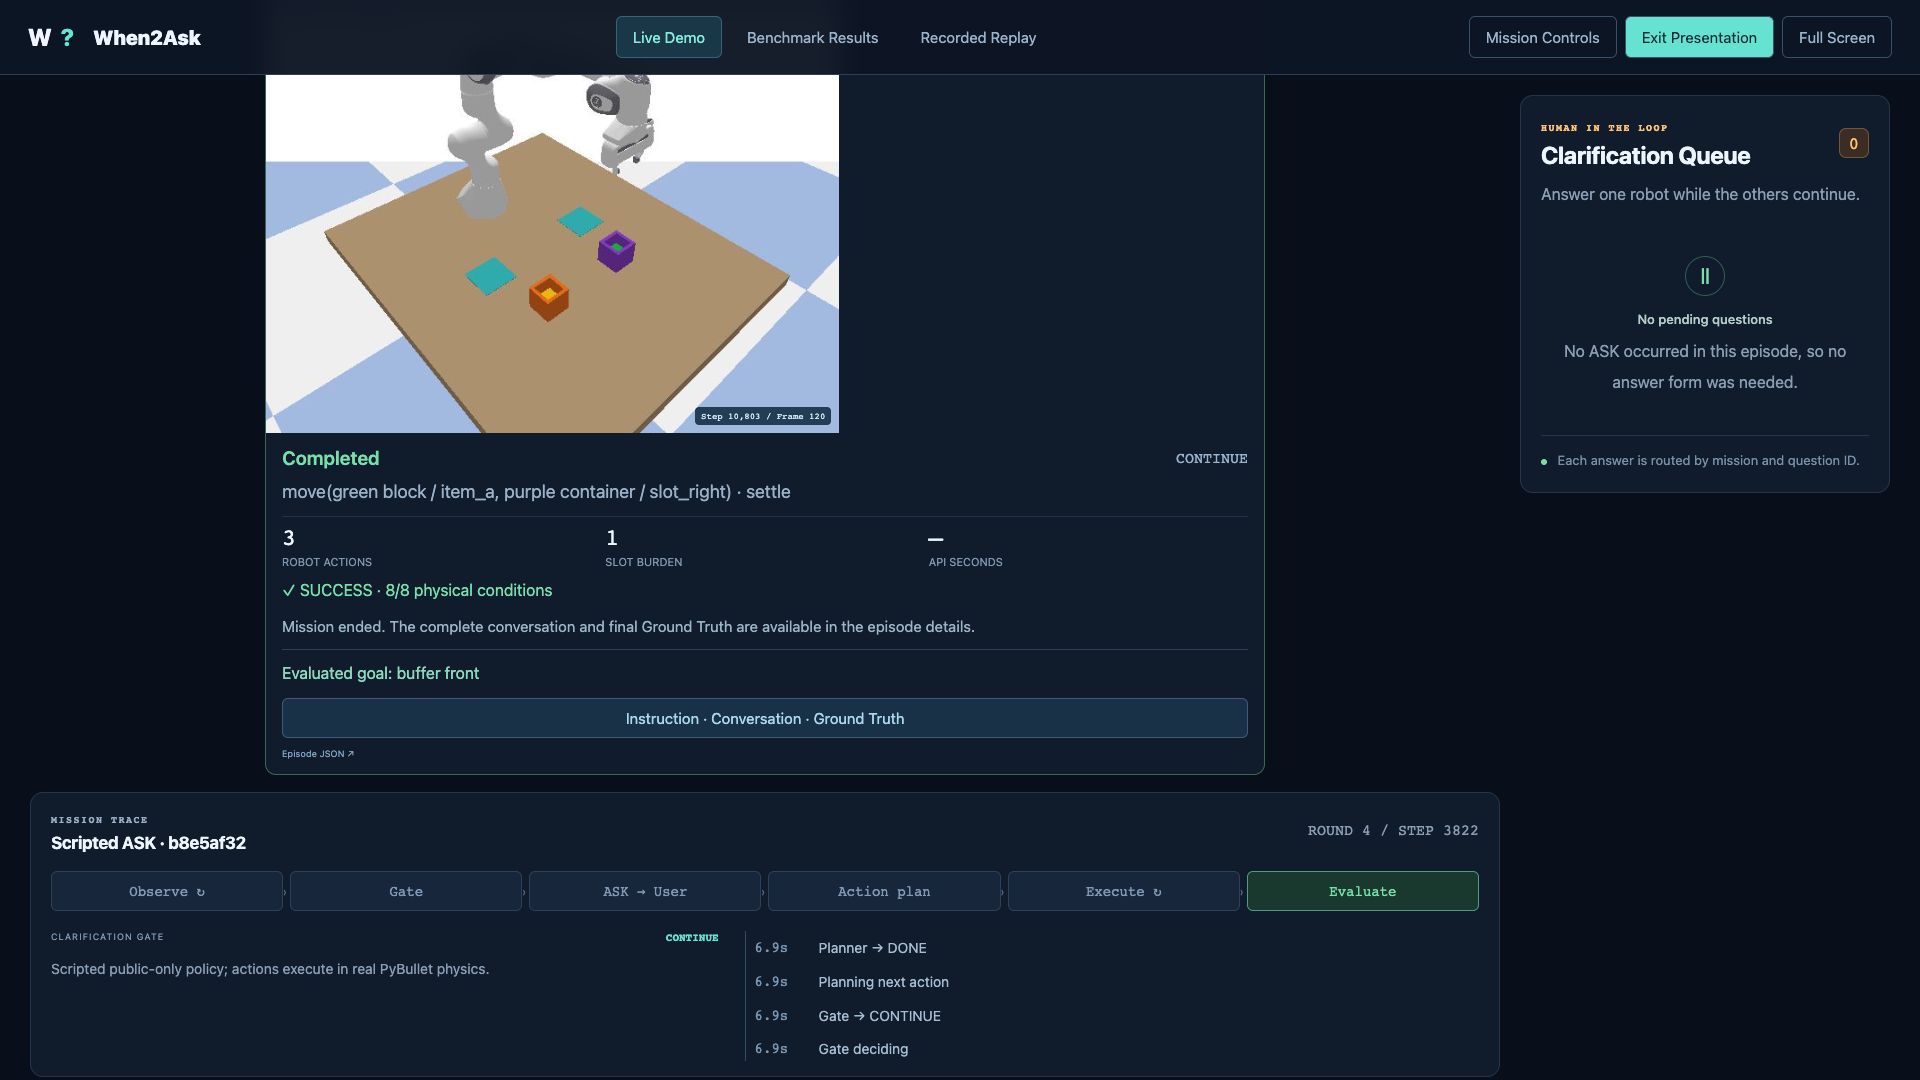 W ? When2Ask
Live Demo
Benchmark Results
Recorded Replay
Mission Controls
Exit Presentation
Full Screen
Step 10,803 / Frame 120
Completed
CONTINUE
move(green block / item_a, purple container / slot_right) · settle
3
ROBOT ACTIONS
1
SLOT BURDEN
—
API SECONDS
✓ SUCCESS · 8/8 physical conditions
Mission ended. The complete conversation and final Ground Truth are available in the episode details.
Evaluated goal: buffer front
Instruction · Conversation · Ground Truth
Episode JSON ↗
HUMAN IN THE LOOP
Clarification Queue
0
Answer one robot while the others continue.
No pending questions
No ASK occurred in this episode, so no
answer form was needed.
Each answer is routed by mission and question ID.
MISSION TRACE
Scripted ASK · b8e5af32
ROUND 4 / STEP 3822
Observe ↻
Gate
ASK → User
Action plan
Execute ↻
Evaluate
CLARIFICATION GATE
CONTINUE
Scripted public-only policy; actions execute in real PyBullet physics.
6.9s Planner → DONE
6.9s Planning next action
6.9s Gate → CONTINUE
6.9s Gate deciding